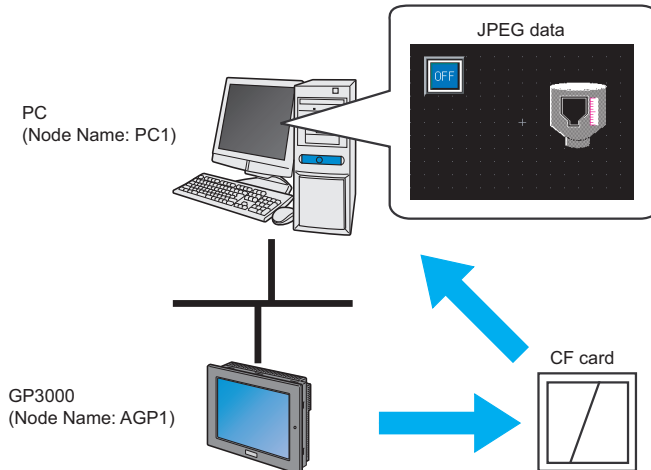 JPEG data
OFF
PC
(Node Name: PC1)
CF card
GP3000
(Node Name: AGP1)